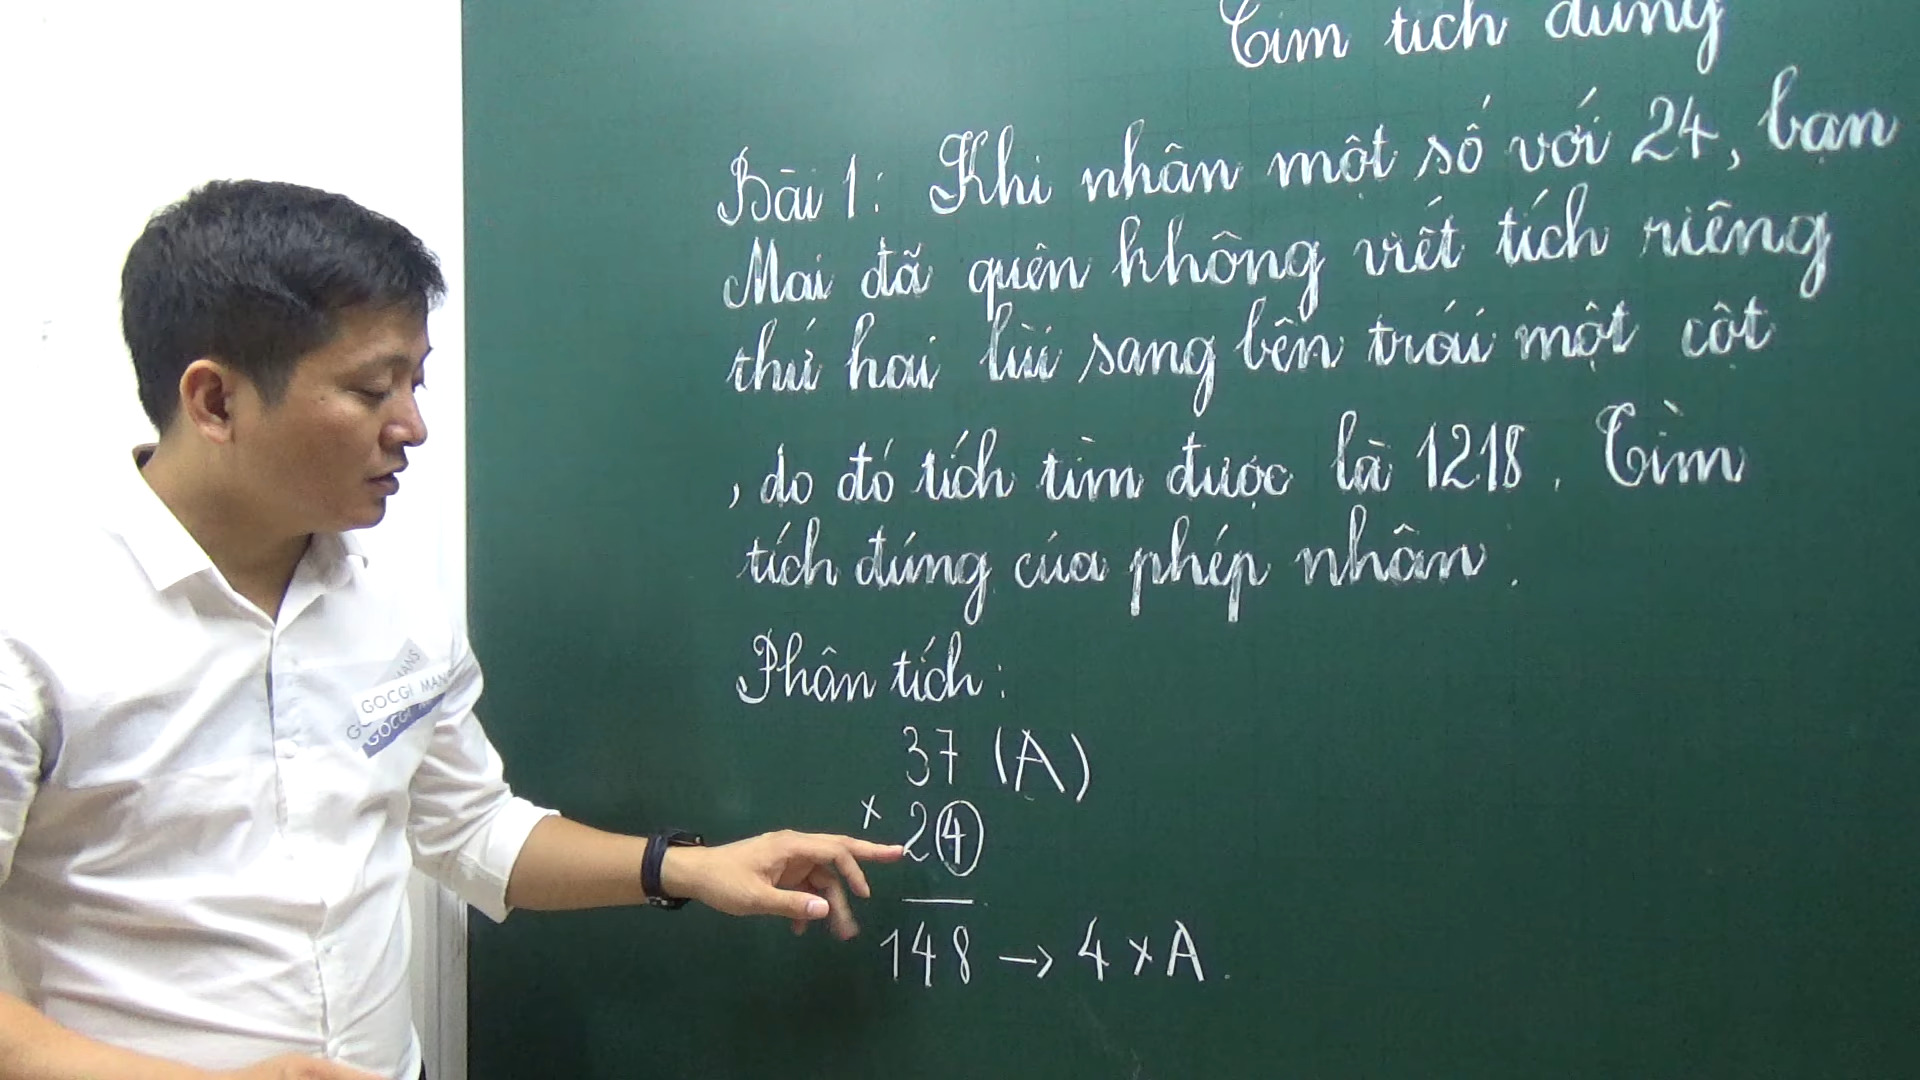 Tìm tích đúng
Bài 1: Khi nhân một số với 24, bạn
Mai đã quên không viết tích riêng
thứ hai lùi sang bên trái một cột
, do đó tích tìm được là 1218. Tìm
tích đúng của phép nhân.
Phân tích:
37 (A)
× 24
148 → 4 × A.
GOCGI MANS